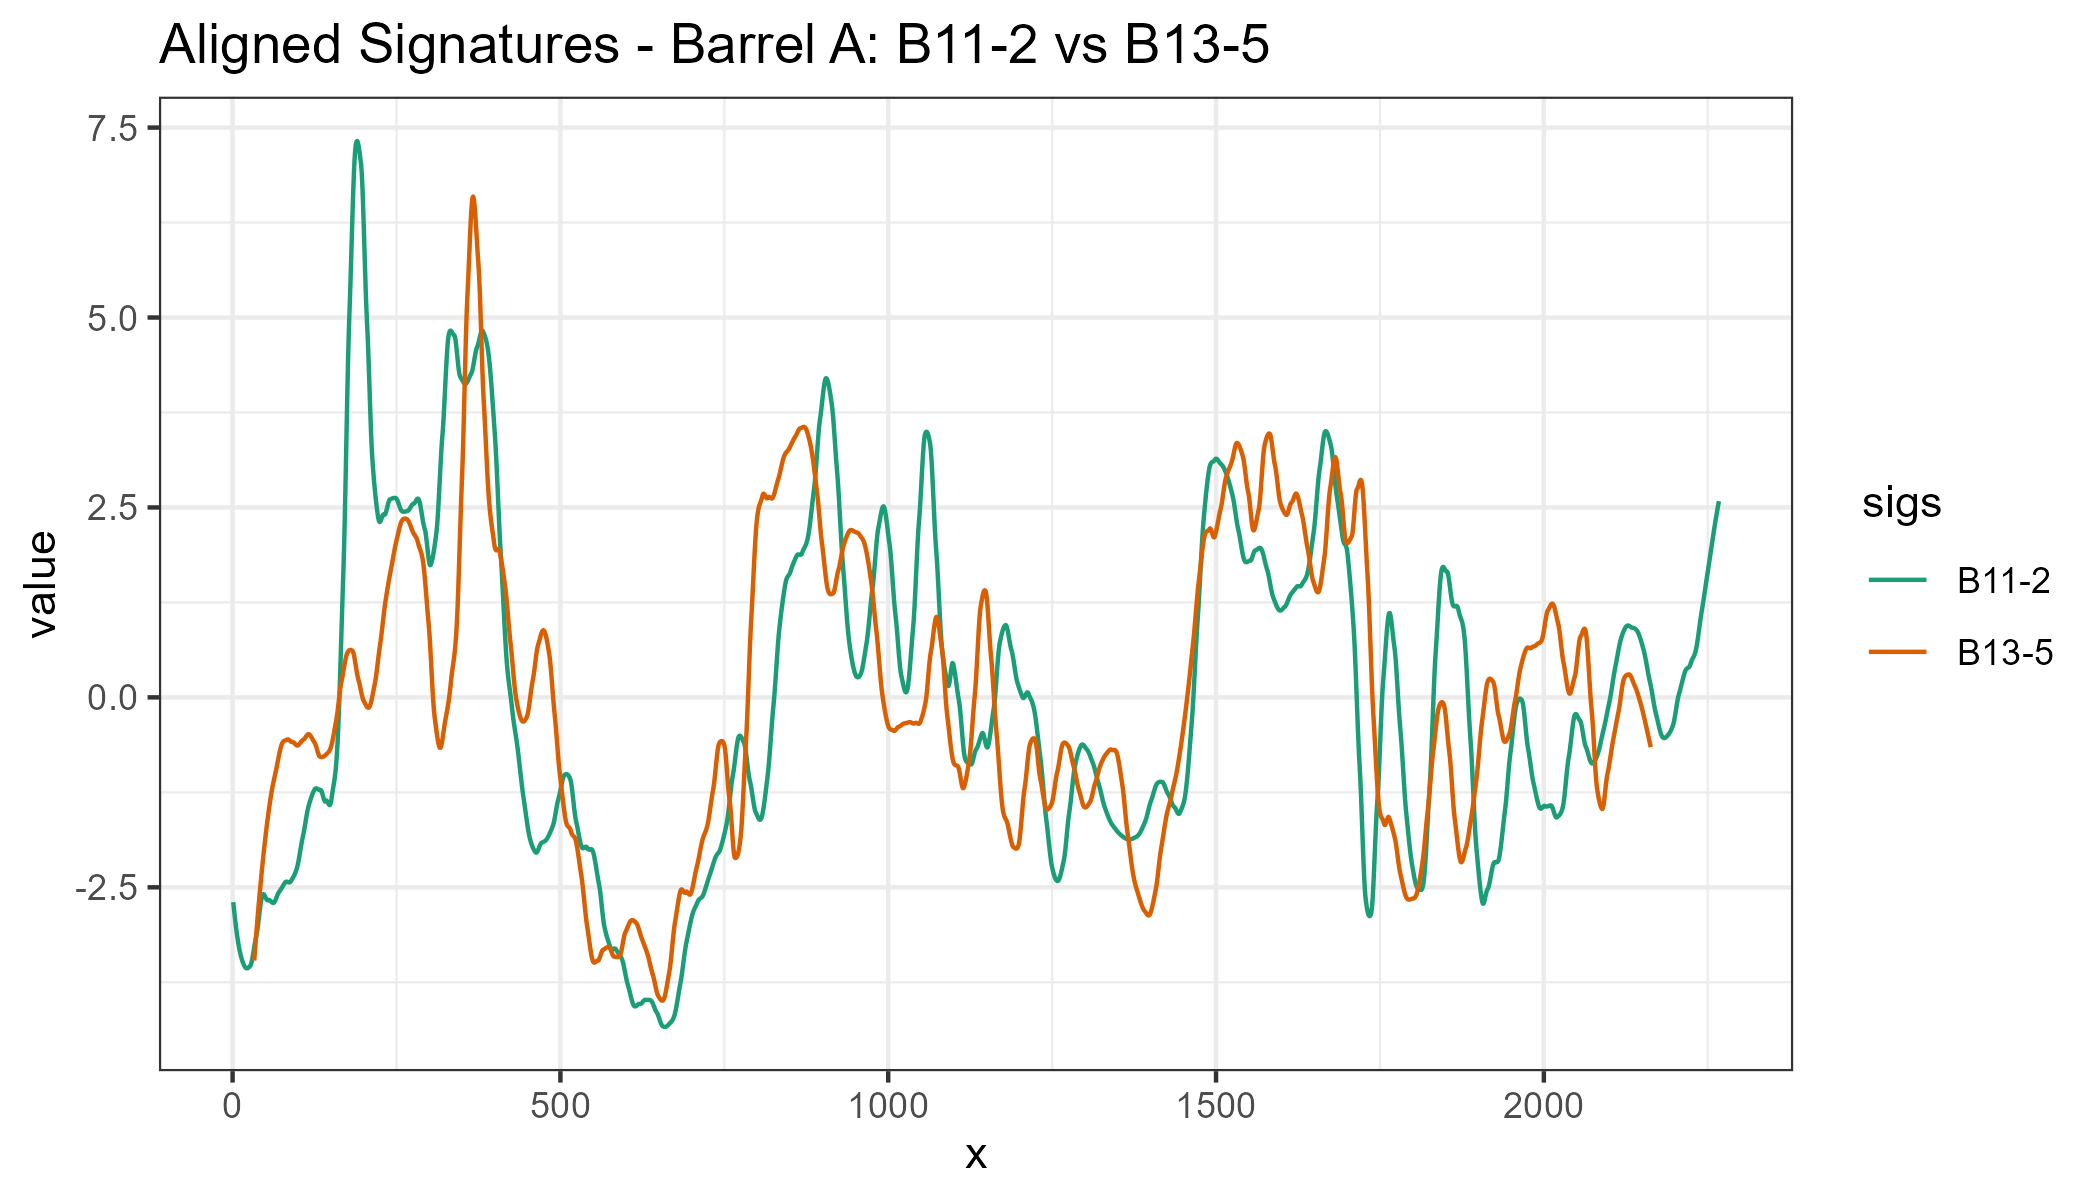 Aligned Signatures - Barrel A: B11-2 vs B13-5
7.5
5.0
2.5
0.0
-2.5
value
0 500 1000 1500 2000
x
sigs
B11-2
B13-5